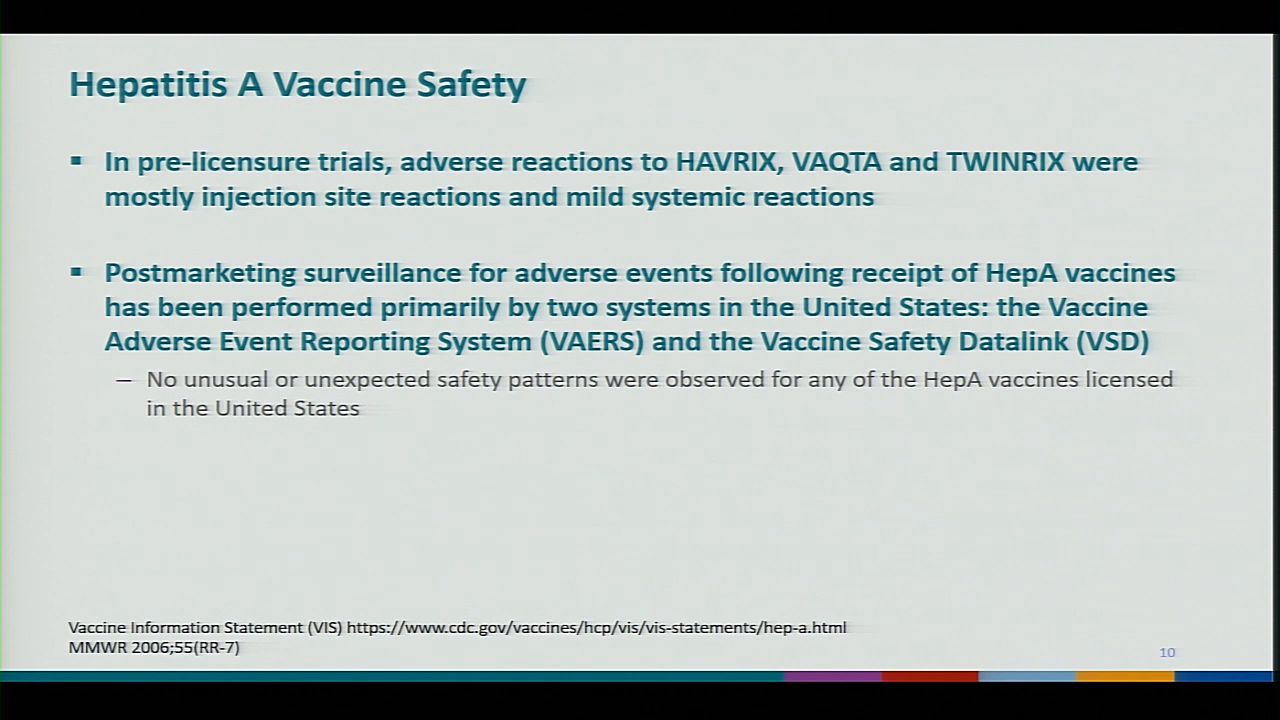 Hepatitis A Vaccine Safety
▪ In pre-licensure trials, adverse reactions to HAVRIX, VAQTA and TWINRIX were
mostly injection site reactions and mild systemic reactions
▪ Postmarketing surveillance for adverse events following receipt of HepA vaccines
has been performed primarily by two systems in the United States: the Vaccine
Adverse Event Reporting System (VAERS) and the Vaccine Safety Datalink (VSD)
– No unusual or unexpected safety patterns were observed for any of the HepA vaccines licensed
in the United States
Vaccine Information Statement (VIS) https://www.cdc.gov/vaccines/hcp/vis/vis-statements/hep-a.html
MMWR 2006;55(RR-7)
10